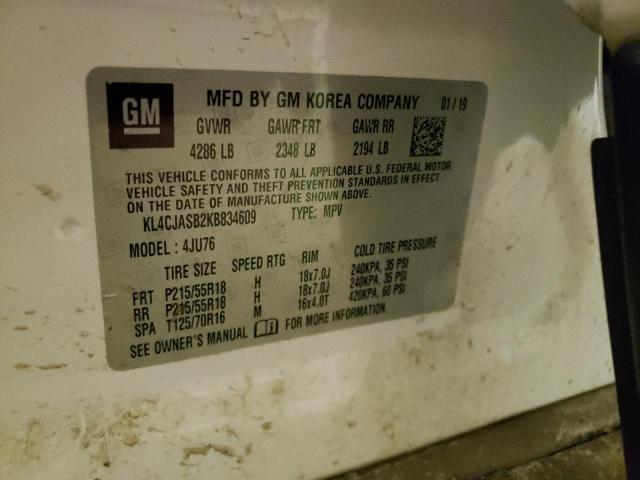 GM
MFD BY GM KOREA COMPANY 01/19
GVWR GAWR FRT GAWR RR
4286 LB 2348 LB 2194 LB
THIS VEHICLE CONFORMS TO ALL APPLICABLE U.S. FEDERAL MOTOR
VEHICLE SAFETY AND THEFT PREVENTION STANDARDS IN EFFECT
ON THE DATE OF MANUFACTURE SHOWN ABOVE.
KL4CJASB2KB834609 TYPE: MPV
MODEL: 4JU76
TIRE SIZE SPEED RTG RIM COLD TIRE PRESSURE
FRT P215/55R18 H 18x7.0J 240KPA, 35 PSI
RR P215/55R18 H 18x7.0J 240KPA, 35 PSI
SPA T125/70R16 M 16x4.0T 420KPA, 60 PSI
SEE OWNER'S MANUAL FOR MORE INFORMATION.